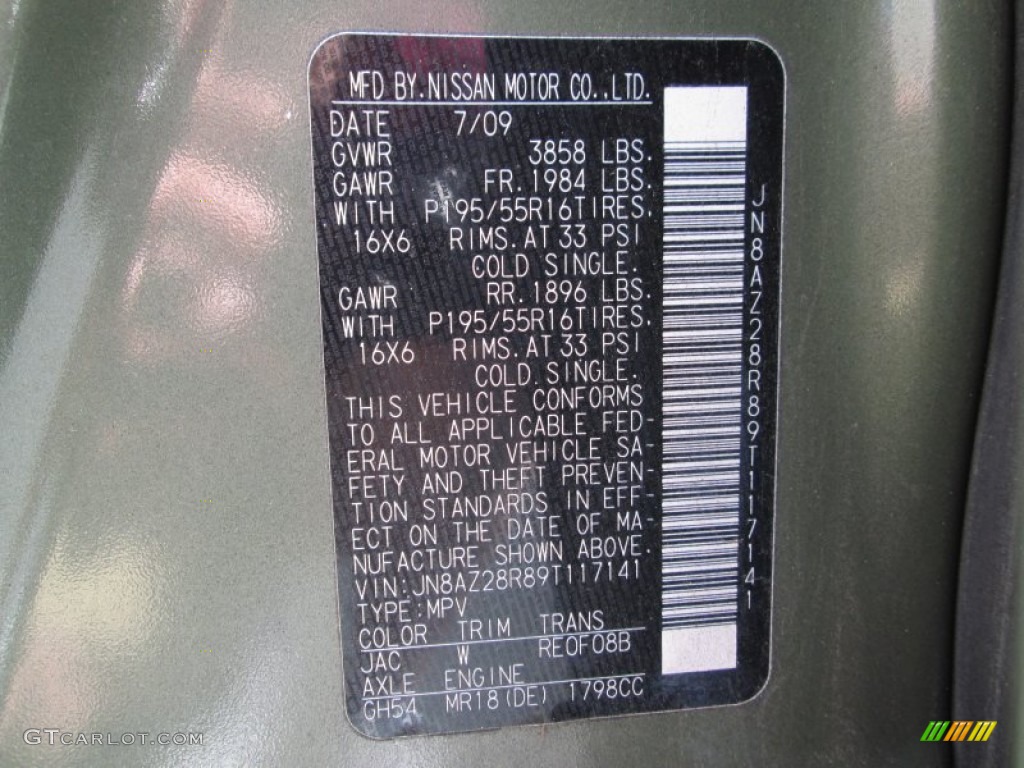 MFD BY.NISSAN MOTOR CO.,LTD.
DATE 7/09
GVWR 3858 LBS.
GAWR FR.1984 LBS.
WITH P195/55R16TIRES.
16X6 RIMS.AT 33 PSI
COLD SINGLE.
GAWR RR.1896 LBS.
WITH P195/55R16TIRES.
16X6 RIMS.AT 33 PSI
COLD SINGLE.
THIS VEHICLE CONFORMS
TO ALL APPLICABLE FED-
ERAL MOTOR VEHICLE SA-
FETY AND THEFT PREVEN-
TION STANDARDS IN EFF-
ECT ON THE DATE OF MA-
NUFACTURE SHOWN ABOVE.
VIN:JN8AZ28R89T117141
TYPE:MPV
COLOR TRIM TRANS
JAC W RE0F08B
AXLE ENGINE
GH54 MR18(DE) 1798CC
JN8AZ28R89T117141
GTCARLOT.COM